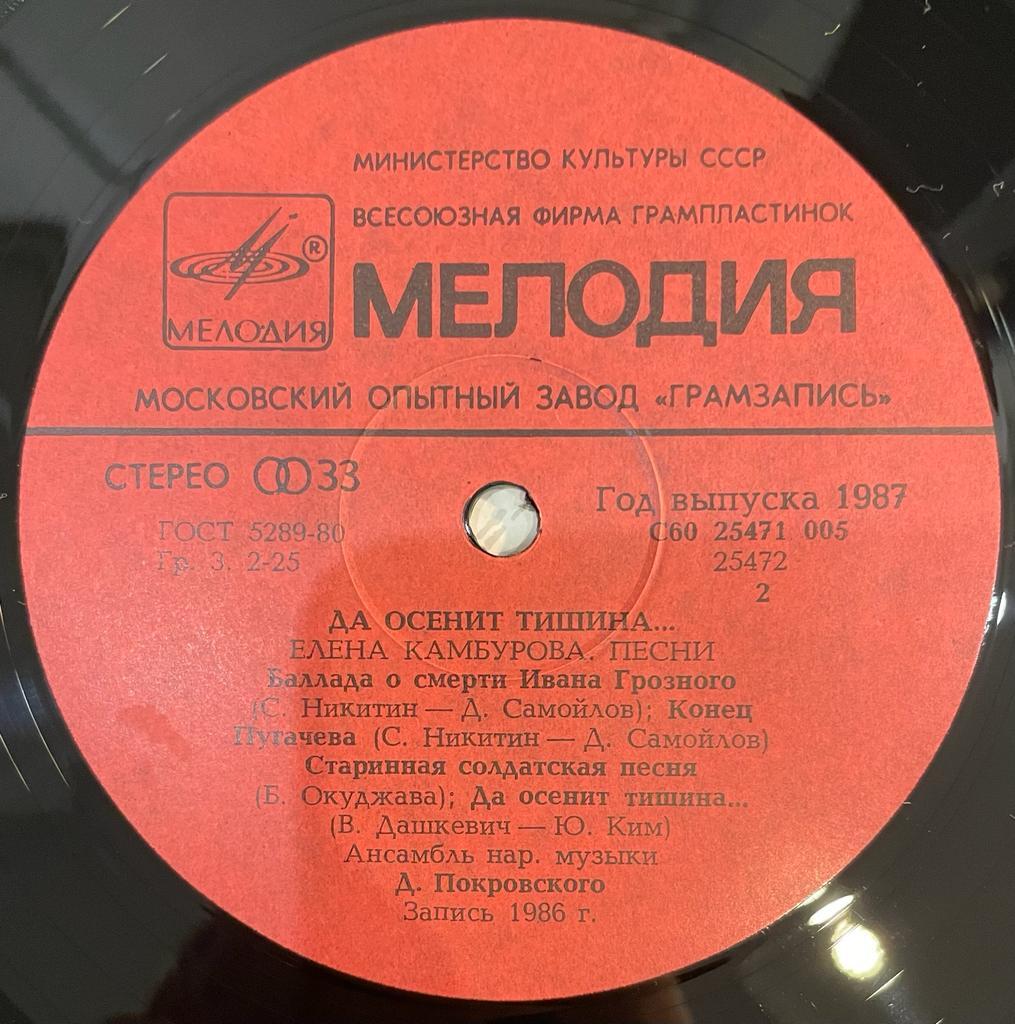 МИНИСТЕРСТВО КУЛЬТУРЫ СССР
ВСЕСОЮЗНАЯ ФИРМА ГРАМПЛАСТИНОК
®
МЕЛОДИЯ
МЕЛОДИЯ
МОСКОВСКИЙ ОПЫТНЫЙ ЗАВОД «ГРАМЗАПИСЬ»
СТЕРЕО 33
Год выпуска 1987
ГОСТ 5289-80
С60 25471 005
Гр. 3. 2-25
25472
2
ДА ОСЕНИТ ТИШИНА...
ЕЛЕНА КАМБУРОВА. ПЕСНИ
Баллада о смерти Ивана Грозного
(С. Никитин — Д. Самойлов); Конец
Пугачева (С. Никитин — Д. Самойлов)
Старинная солдатская песня
(Б. Окуджава); Да осенит тишина...
(В. Дашкевич — Ю. Ким)
Ансамбль нар. музыки
Д. Покровского
Запись 1986 г.